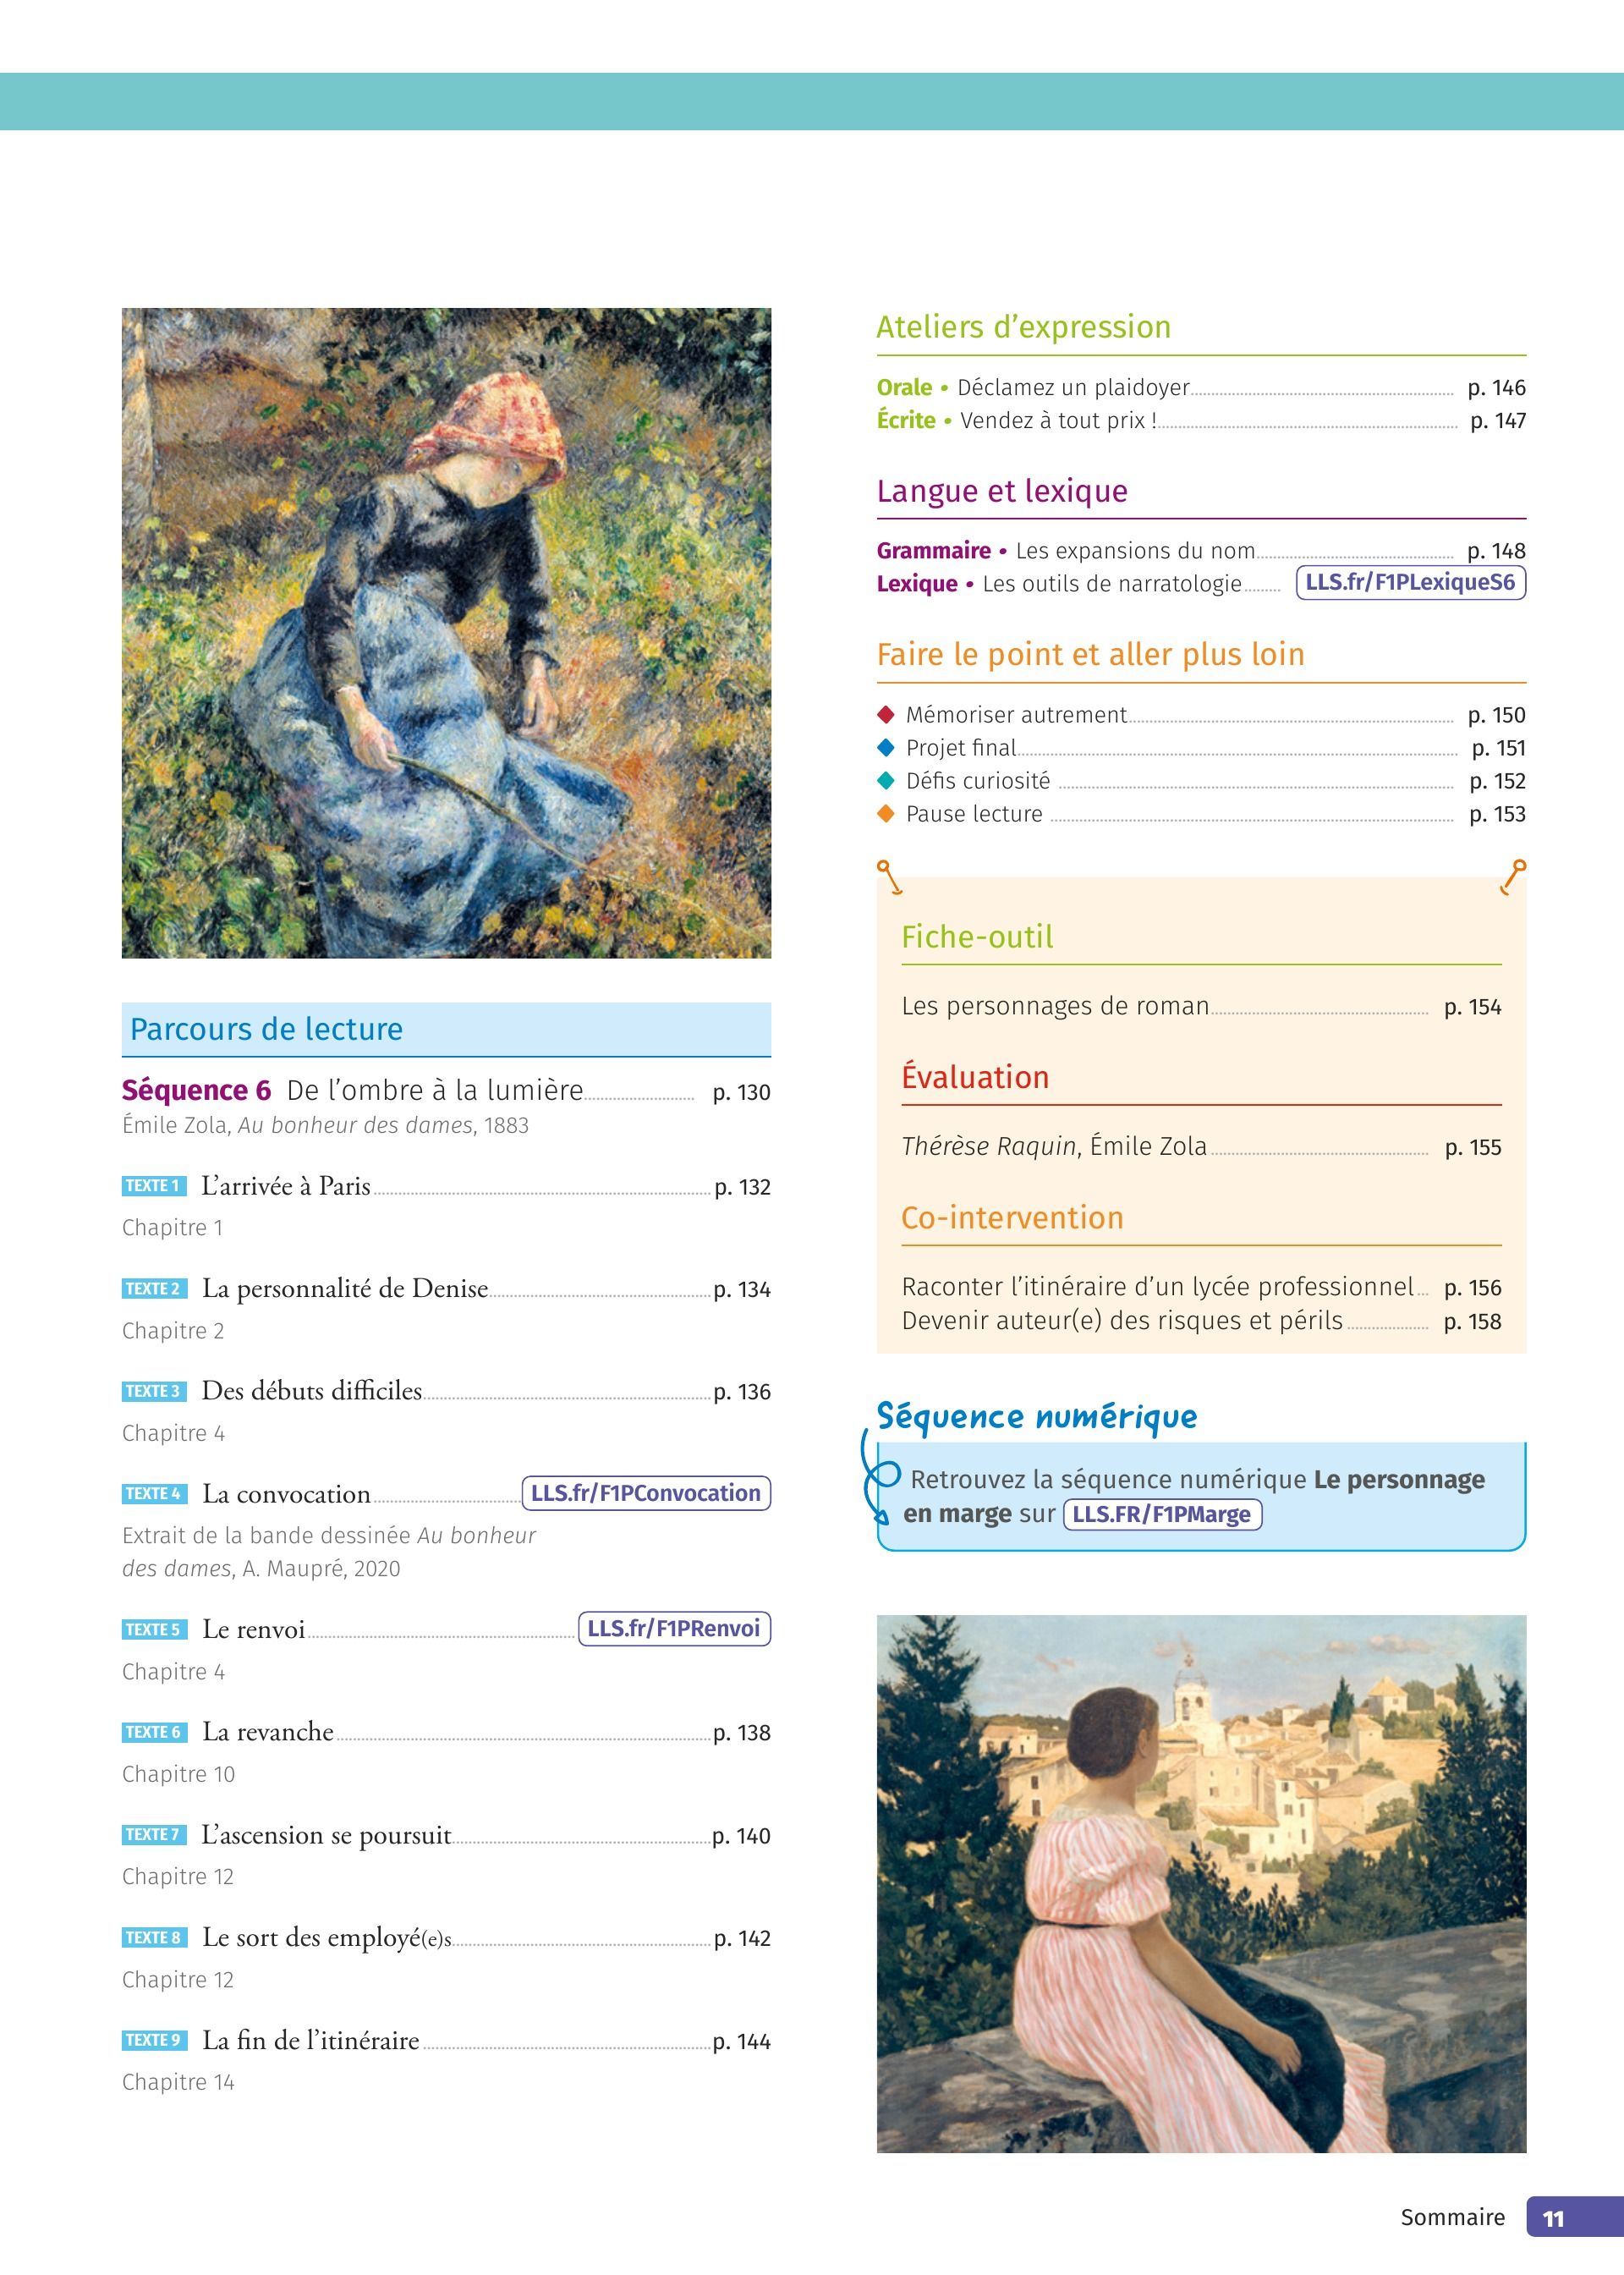 Parcours de lecture
Séquence 6 De l’ombre à la lumière p. 130
Émile Zola, Au bonheur des dames, 1883
TEXTE 1 L’arrivée à Paris p. 132
Chapitre 1
TEXTE 2 La personnalité de Denise p. 134
Chapitre 2
TEXTE 3 Des débuts difficiles p. 136
Chapitre 4
TEXTE 4 La convocation LLS.fr/F1PConvocation
Extrait de la bande dessinée Au bonheur
des dames, A. Maupré, 2020
TEXTE 5 Le renvoi LLS.fr/F1PRenvoi
Chapitre 4
TEXTE 6 La revanche p. 138
Chapitre 10
TEXTE 7 L’ascension se poursuit p. 140
Chapitre 12
TEXTE 8 Le sort des employé(e)s p. 142
Chapitre 12
TEXTE 9 La fin de l’itinéraire p. 144
Chapitre 14
Ateliers d’expression
Orale • Déclamez un plaidoyer p. 146
Écrite • Vendez à tout prix ! p. 147
Langue et lexique
Grammaire • Les expansions du nom p. 148
Lexique • Les outils de narratologie LLS.fr/F1PLexiqueS6
Faire le point et aller plus loin
Mémoriser autrement p. 150
Projet final p. 151
Défis curiosité p. 152
Pause lecture p. 153
Fiche-outil
Les personnages de roman p. 154
Évaluation
Thérèse Raquin, Émile Zola p. 155
Co-intervention
Raconter l’itinéraire d’un lycée professionnel p. 156
Devenir auteur(e) des risques et périls p. 158
Séquence numérique
Retrouvez la séquence numérique Le personnage
en marge sur LLS.FR/F1PMarge
Sommaire 11